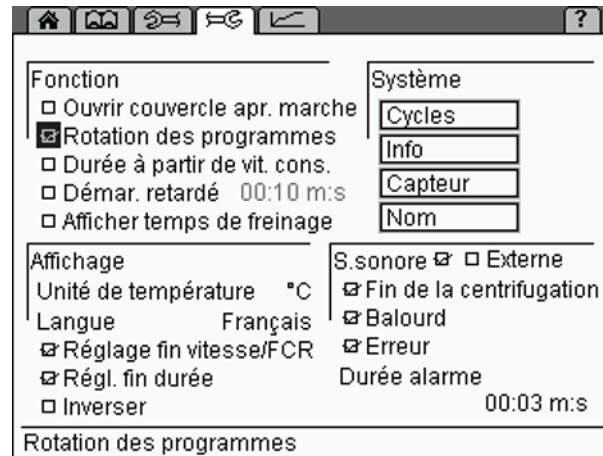 ?
Fonction
Ouvrir couvercle apr. marche
Rotation des programmes
Durée à partir de vit. cons.
Démar. retardé 00:10 m:s
Afficher temps de freinage
Système
Cycles
Info
Capteur
Nom
Affichage
Unité de température °C
Langue Français
Réglage fin vitesse/FCR
Régl. fin durée
Inverser
S.sonore Externe
Fin de la centrifugation
Balourd
Erreur
Durée alarme
00:03 m:s
Rotation des programmes